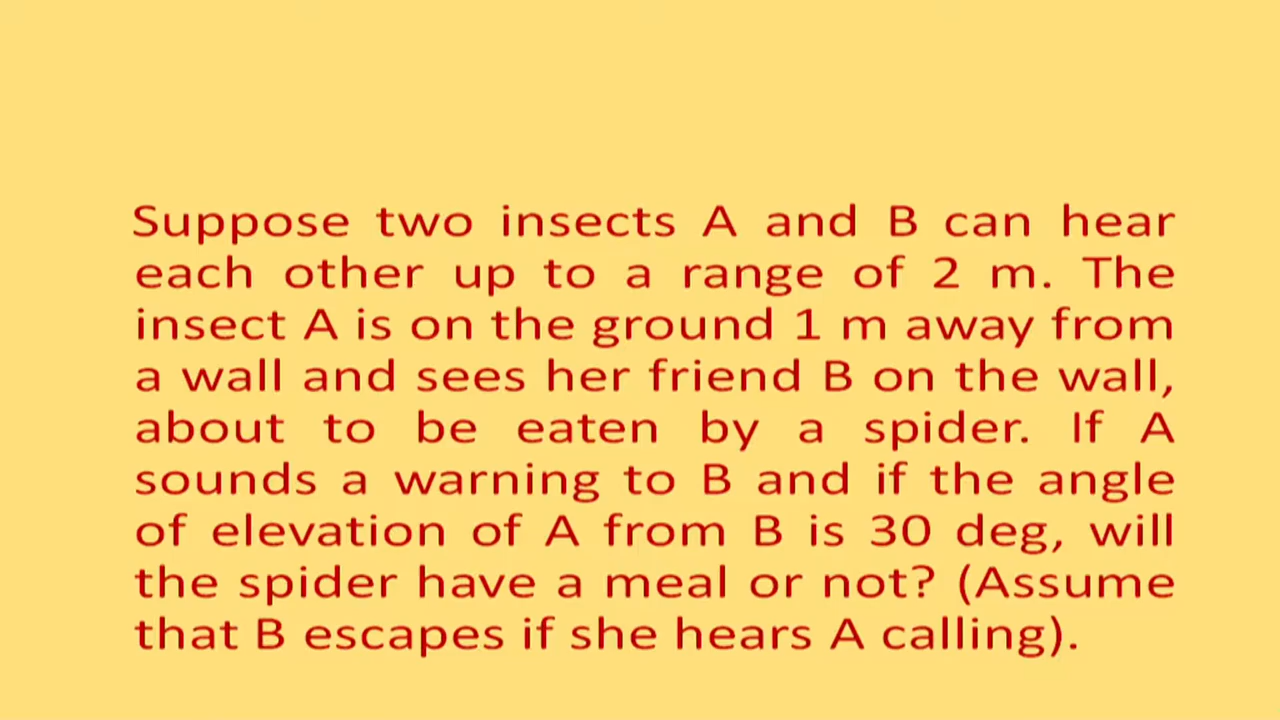 Suppose two insects A and B can hear
each other up to a range of 2 m. The
insect A is on the ground 1 m away from
a wall and sees her friend B on the wall,
about to be eaten by a spider. If A
sounds a warning to B and if the angle
of elevation of A from B is 30 deg, will
the spider have a meal or not? (Assume
that B escapes if she hears A calling).